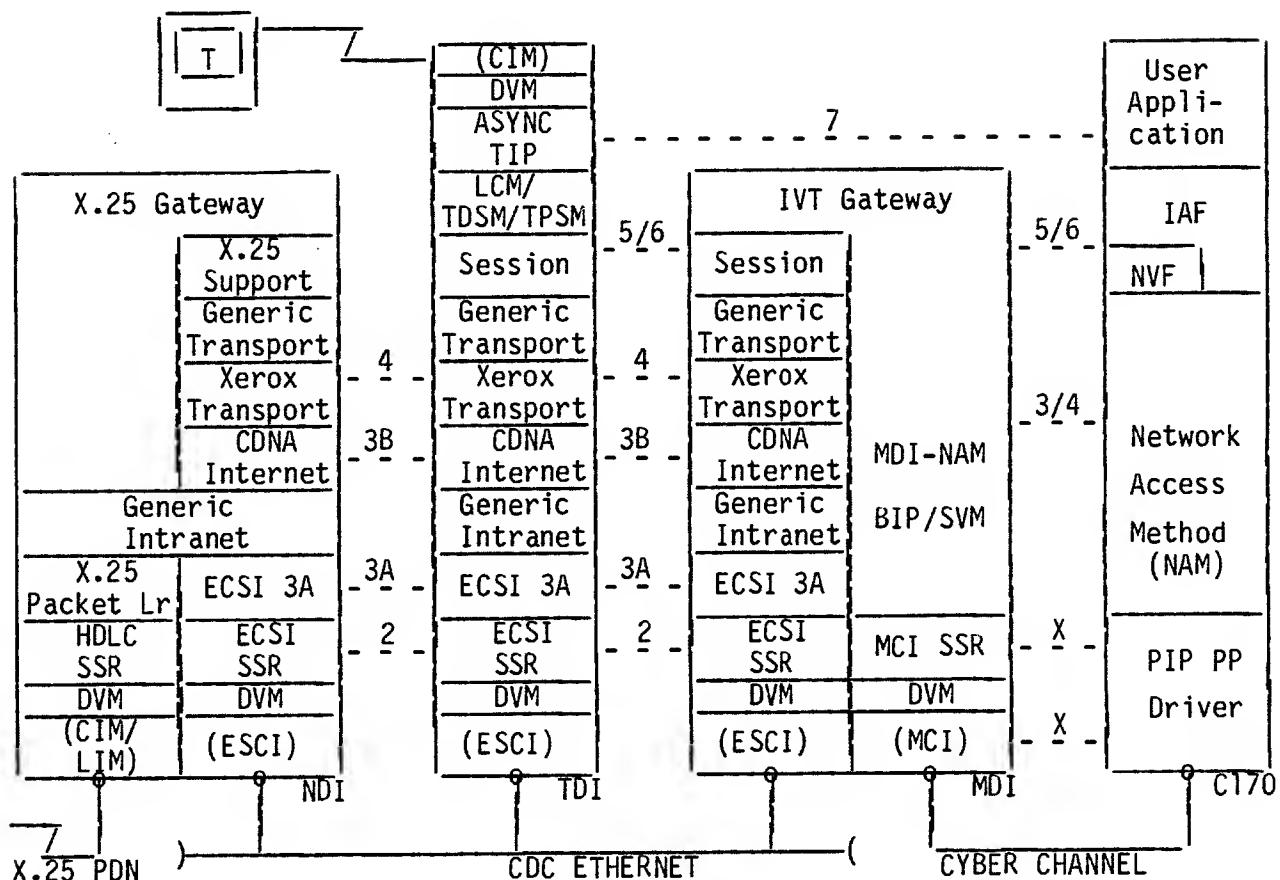 T
(CIM)
DVM
ASYNC
TIP
LCM/
TDSM/TPSM
Session
Generic
Transport
Xerox
Transport
CDNA
Internet
Generic
Intranet
ECSI 3A
ECSI
SSR
DVM
(ESCI)
TDI
X.25 Gateway
X.25
Support
Generic
Transport
Xerox
Transport
CDNA
Internet
Generic
Intranet
X.25
Packet Lr
HDLC
SSR
DVM
(CIM/
LIM)
ECSI 3A
ECSI
SSR
DVM
(ESCI)
NDI
4
3B
3A
2
7
5/6
4
3B
3A
2
IVT Gateway
Session
Generic
Transport
Xerox
Transport
CDNA
Internet
Generic
Intranet
ECSI 3A
ECSI
SSR
DVM
(ESCI)
MDI-NAM
BIP/SVM
MCI SSR
DVM
(MCI)
MDI
5/6
3/4
X
X
User
Appli-
cation
IAF
NVF
Network
Access
Method
(NAM)
PIP PP
Driver
C170
X.25 PDN
CDC ETHERNET
CYBER CHANNEL